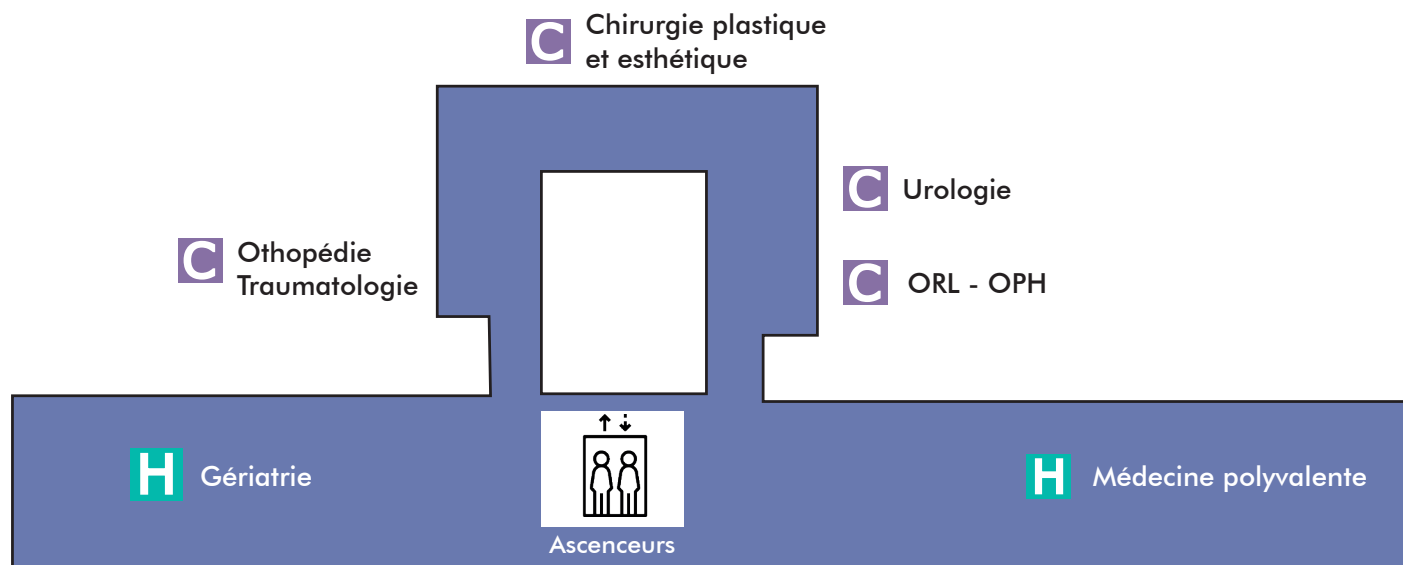 C Chirurgie plastique
et esthétique
C Urologie
C Othopédie
Traumatologie
C ORL - OPH
H Gériatrie
H Médecine polyvalente
Ascenceurs